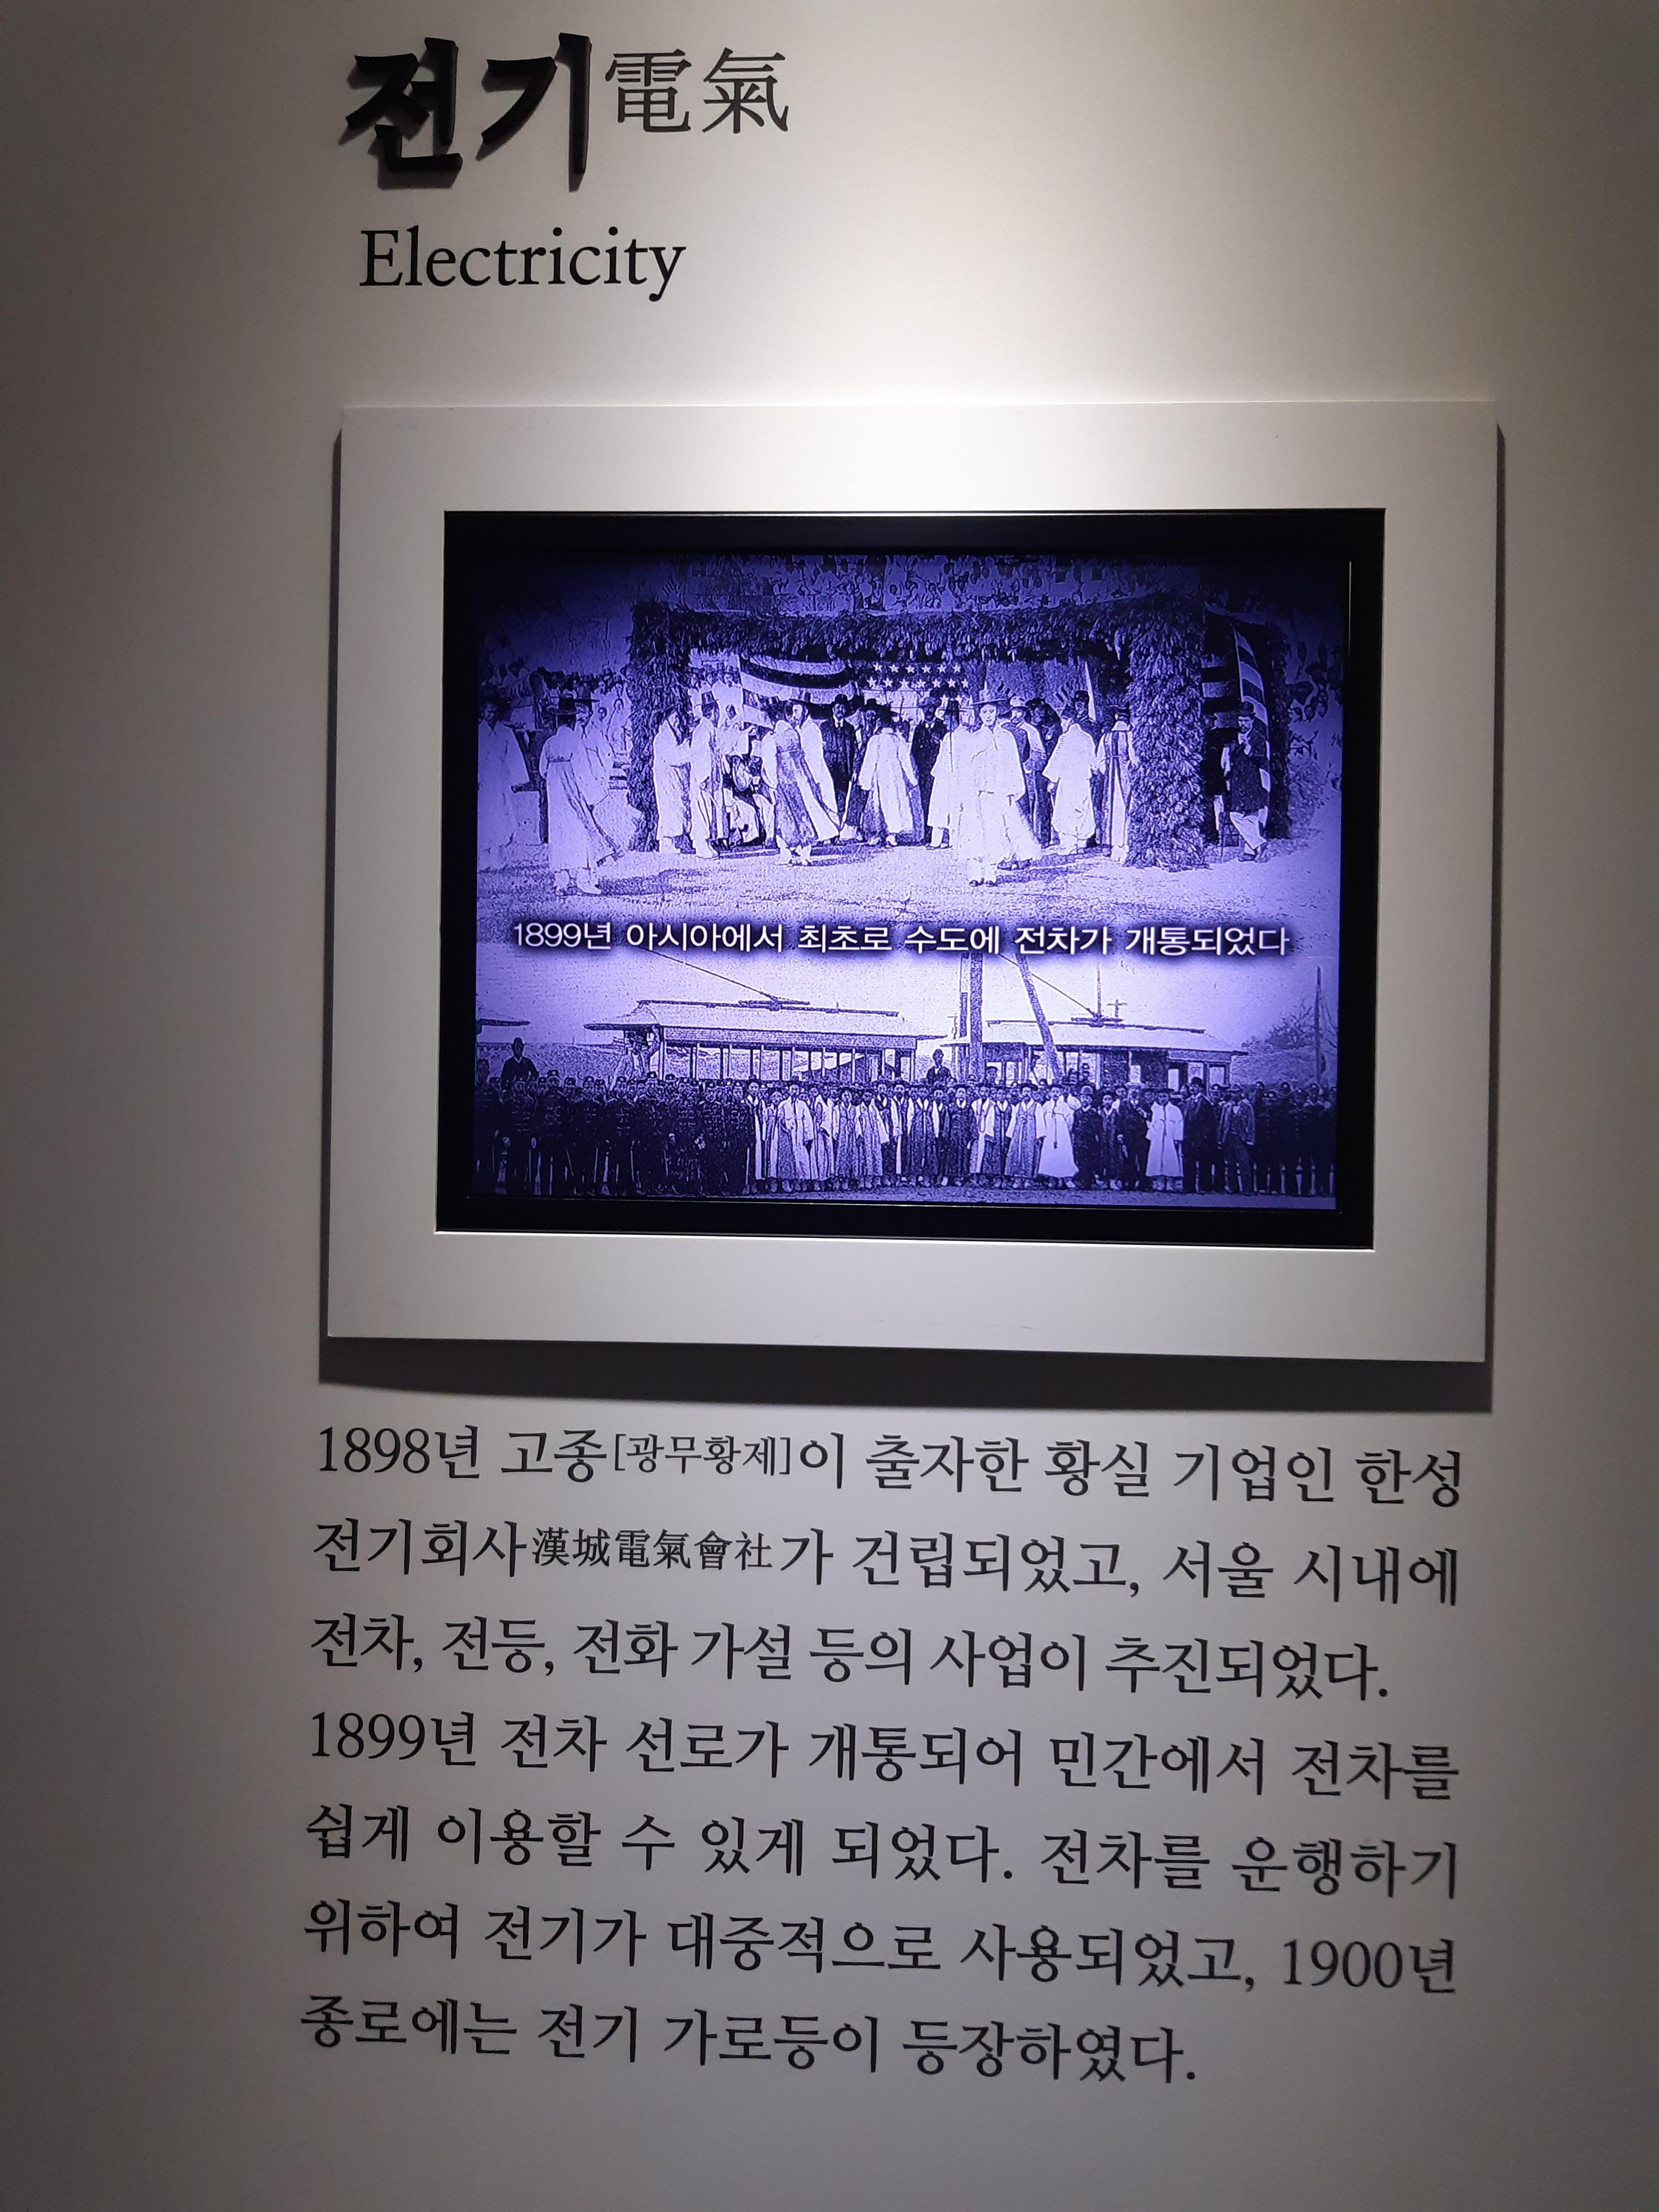 전기電氣
Electricity
1899년 아시아에서 최초로 수도에 전차가 개통되었다
1898년 고종[광무황제]이 출자한 황실 기업인 한성
전기회사漢城電氣會社가 건립되었고, 서울 시내에
전차, 전등, 전화 가설 등의 사업이 추진되었다.
1899년 전차 선로가 개통되어 민간에서 전차를
쉽게 이용할 수 있게 되었다. 전차를 운행하기
위하여 전기가 대중적으로 사용되었고, 1900년
종로에는 전기 가로등이 등장하였다.